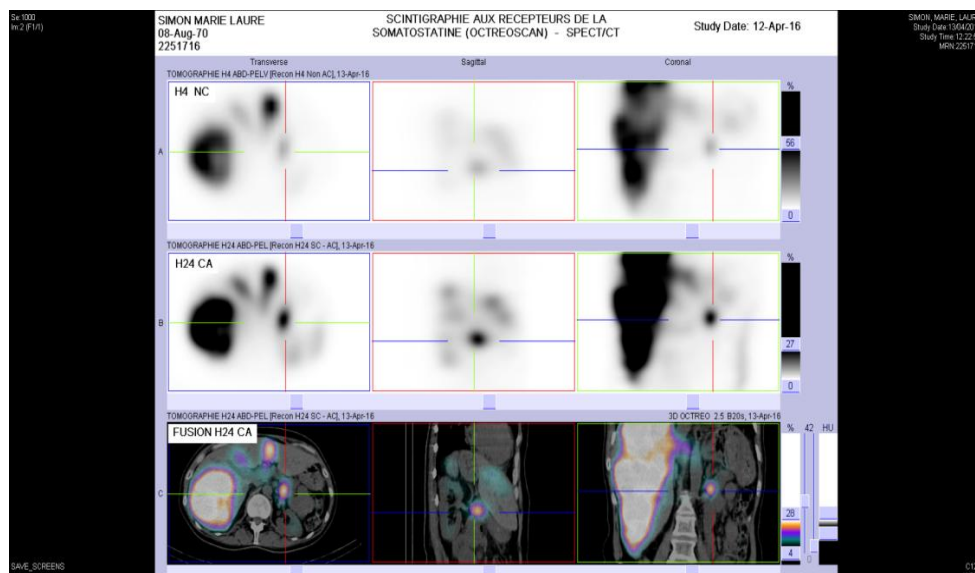 Se:1000
Im:2 (F1/1)
SIMON MARIE LAURE
08-Aug-70
2251716
SCINTIGRAPHIE AUX RECEPTEURS DE LA
SOMATOSTATINE (OCTREOSCAN) - SPECT/CT
Study Date: 12-Apr-16
SIMON, MARIE, LAUR
Study Date:13/04/201
Study Time:12:22:5
MRN:225171
Transverse
Sagittal
Coronal
TOMOGRAPHIE H4 ABD-PELV [Recon H4 Non AC], 13-Apr-16
H4 NC
%
A
56
0
TOMOGRAPHIE H24 ABD-PEL [Recon H24 SC - AC], 13-Apr-16
H24 CA
%
B
27
0
TOMOGRAPHIE H24 ABD-PEL [Recon H24 SC - AC], 13-Apr-16
3D OCTREO 2.5 B20s, 13-Apr-16
FUSION H24 CA
%
42
HU
C
28
4
0
SAVE_SCREENS